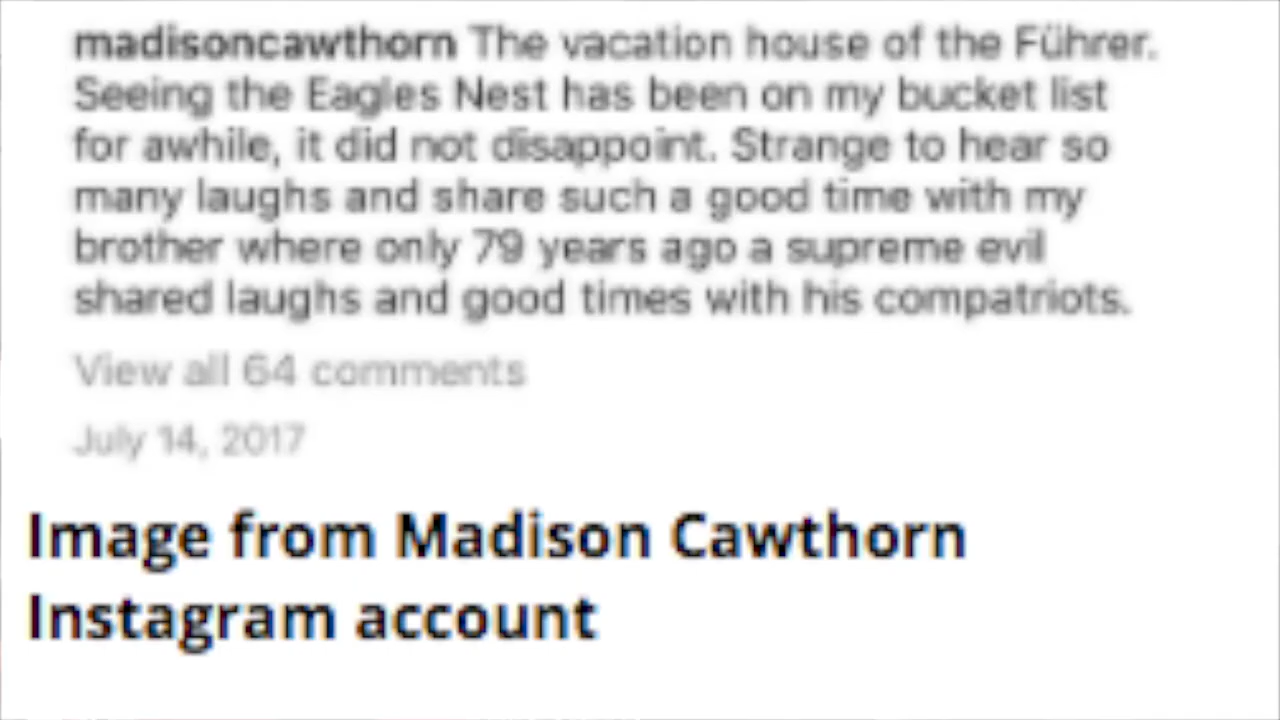 madisoncawthorn The vacation house of the Führer.
Seeing the Eagles Nest has been on my bucket list
for awhile, it did not disappoint. Strange to hear so
many laughs and share such a good time with my
brother where only 79 years ago a supreme evil
shared laughs and good times with his compatriots.
View all 64 comments
July 14, 2017
Image from Madison Cawthorn
Instagram account